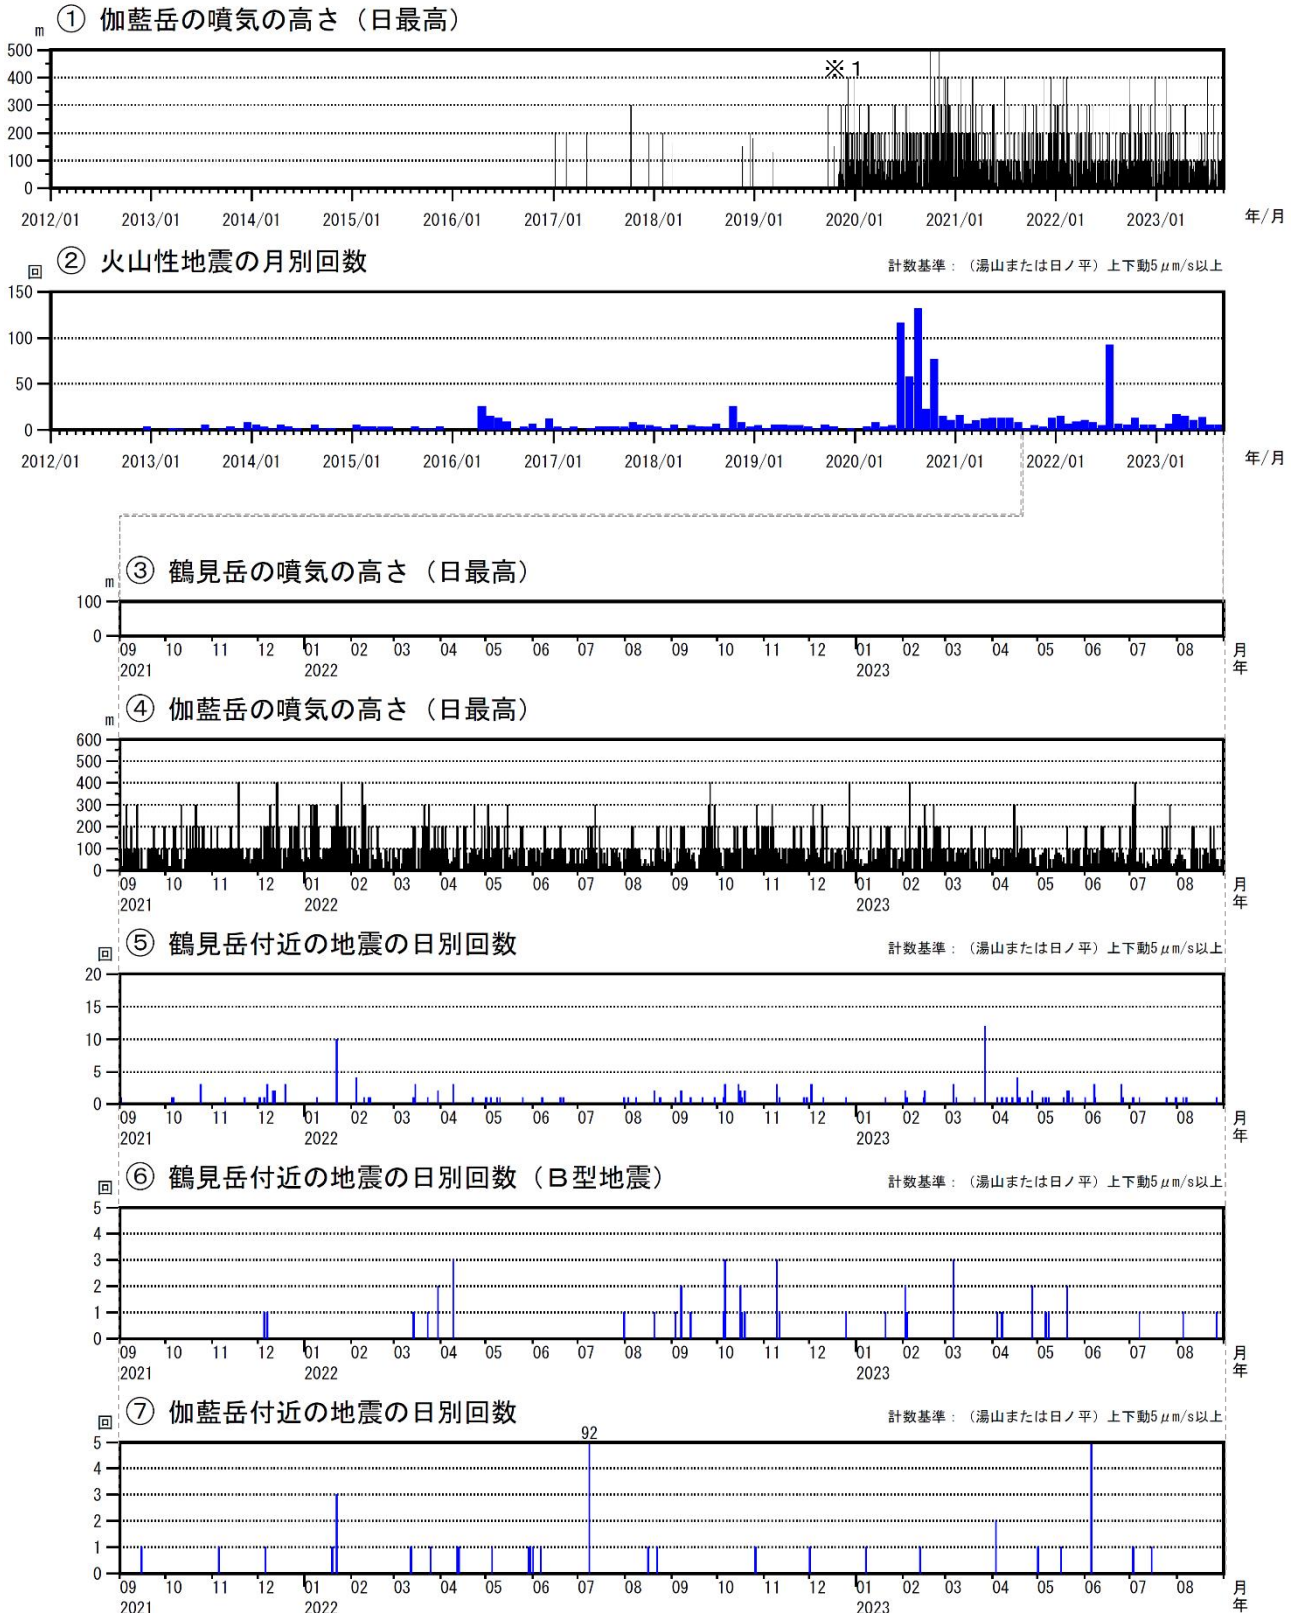 ① 伽藍岳の噴気の高さ（日最高）
m
500
400
300
200
100
0
※1
2012/01 2013/01 2014/01 2015/01 2016/01 2017/01 2018/01 2019/01 2020/01 2021/01 2022/01 2023/01 年/月
② 火山性地震の月別回数
計数基準：（湯山または日ノ平）上下動5μm/s以上
回
150
100
50
0
2012/01 2013/01 2014/01 2015/01 2016/01 2017/01 2018/01 2019/01 2020/01 2021/01 2022/01 2023/01 年/月
③ 鶴見岳の噴気の高さ（日最高）
m
100
0
09 10 11 12 01 02 03 04 05 06 07 08 09 10 11 12 01 02 03 04 05 06 07 08 月
2021 2022 2023 年
④ 伽藍岳の噴気の高さ（日最高）
m
600
500
400
300
200
100
0
09 10 11 12 01 02 03 04 05 06 07 08 09 10 11 12 01 02 03 04 05 06 07 08 月
2021 2022 2023 年
⑤ 鶴見岳付近の地震の日別回数
計数基準：（湯山または日ノ平）上下動5μm/s以上
回
20
15
10
5
0
09 10 11 12 01 02 03 04 05 06 07 08 09 10 11 12 01 02 03 04 05 06 07 08 月
2021 2022 2023 年
⑥ 鶴見岳付近の地震の日別回数（Ｂ型地震）
計数基準：（湯山または日ノ平）上下動5μm/s以上
回
5
4
3
2
1
0
09 10 11 12 01 02 03 04 05 06 07 08 09 10 11 12 01 02 03 04 05 06 07 08 月
2021 2022 2023 年
⑦ 伽藍岳付近の地震の日別回数
計数基準：（湯山または日ノ平）上下動5μm/s以上
回
92
5
4
3
2
1
0
09 10 11 12 01 02 03 04 05 06 07 08 09 10 11 12 01 02 03 04 05 06 07 08 月
2021 2022 2023 年